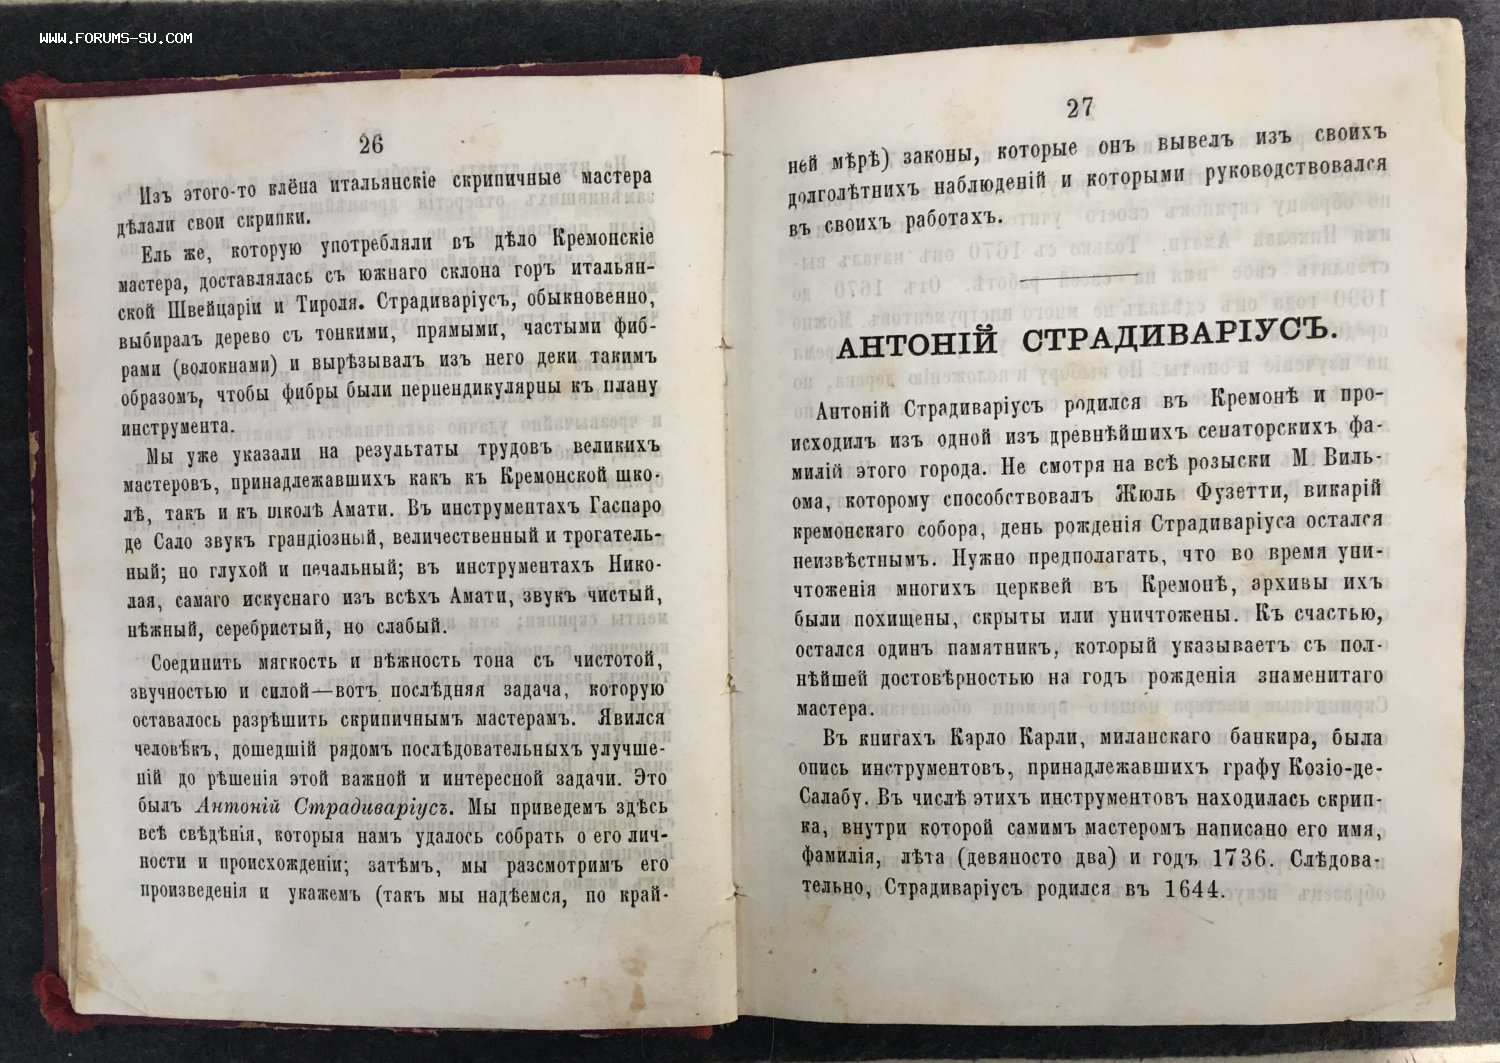 WWW.FORUMS-SU.COM
26
Изъ этого-то клёна итальянскіе скрипичные мастера
дѣлали свои скрипки.
Ель же, которую употребляли въ дѣло Кремонскіе
мастера, доставлялась съ южнаго склона горъ итальян-
ской Швейцаріи и Тироля. Страдиваріусъ, обыкновенно,
выбиралъ дерево съ тонкими, прямыми, частыми фиб-
рами (волокнами) и вырѣзывалъ изъ него деки такимъ
образомъ, чтобы фибры были перпендикулярны къ плану
инструмента.
Мы уже указали на результаты трудовъ великихъ
мастеровъ, принадлежавшихъ какъ къ Кремонской шко-
лѣ, такъ и къ школѣ Амати. Въ инструментахъ Гаспаро
де Сало звукъ грандіозный, величественный и трогатель-
ный; но глухой и печальный; въ инструментахъ Нико-
лая, самаго искуснаго изъ всѣхъ Амати, звукъ чистый,
нѣжный, серебристый, но слабый.
Соединить мягкость и нѣжность тона съ чистотой,
звучностью и силой—вотъ послѣдняя задача, которую
оставалось разрѣшить скрипичнымъ мастерамъ. Явился
человѣкъ, дошедшій рядомъ послѣдовательныхъ улучше-
ній до рѣшенія этой важной и интересной задачи. Это
былъ Антоній Страдиваріусъ. Мы приведемъ здѣсь
всѣ свѣдѣнія, которыя намъ удалось собрать о его лич-
ности и происхожденіи; затѣмъ, мы разсмотримъ его
произведенія и укажемъ (такъ мы надѣемся, по край-
27
ней мѣрѣ) законы, которые онъ вывелъ изъ своихъ
долголѣтнихъ наблюденій и которыми руководствовался
въ своихъ работахъ.
АНТОНІЙ СТРАДИВАРІУСЪ.
Антоній Страдиваріусъ родился въ Кремонѣ и про-
исходилъ изъ одной изъ древнѣйшихъ сенаторскихъ фа-
милій этого города. Не смотря на всѣ розыски М. Виль-
ома, которому способствовалъ Жюль Фузетти, викарій
кремонскаго собора, день рожденія Страдиваріуса остался
неизвѣстнымъ. Нужно предполагать, что во время уни-
чтоженія многихъ церквей въ Кремонѣ, архивы ихъ
были похищены, скрыты или уничтожены. Къ счастью,
остался одинъ памятникъ, который указываетъ съ пол-
нѣйшей достовѣрностью на годъ рожденія знаменитаго
мастера.
Въ книгахъ Карло Карли, миланскаго банкира, была
опись инструментовъ, принадлежавшихъ графу Козіо-де-
Салабу. Въ числѣ этихъ инструментовъ находилась скрип-
ка, внутри которой самимъ мастеромъ написано его имя,
фамилія, лѣта (девяносто два) и годъ 1736. Слѣдова-
тельно, Страдиваріусъ родился въ 1644.